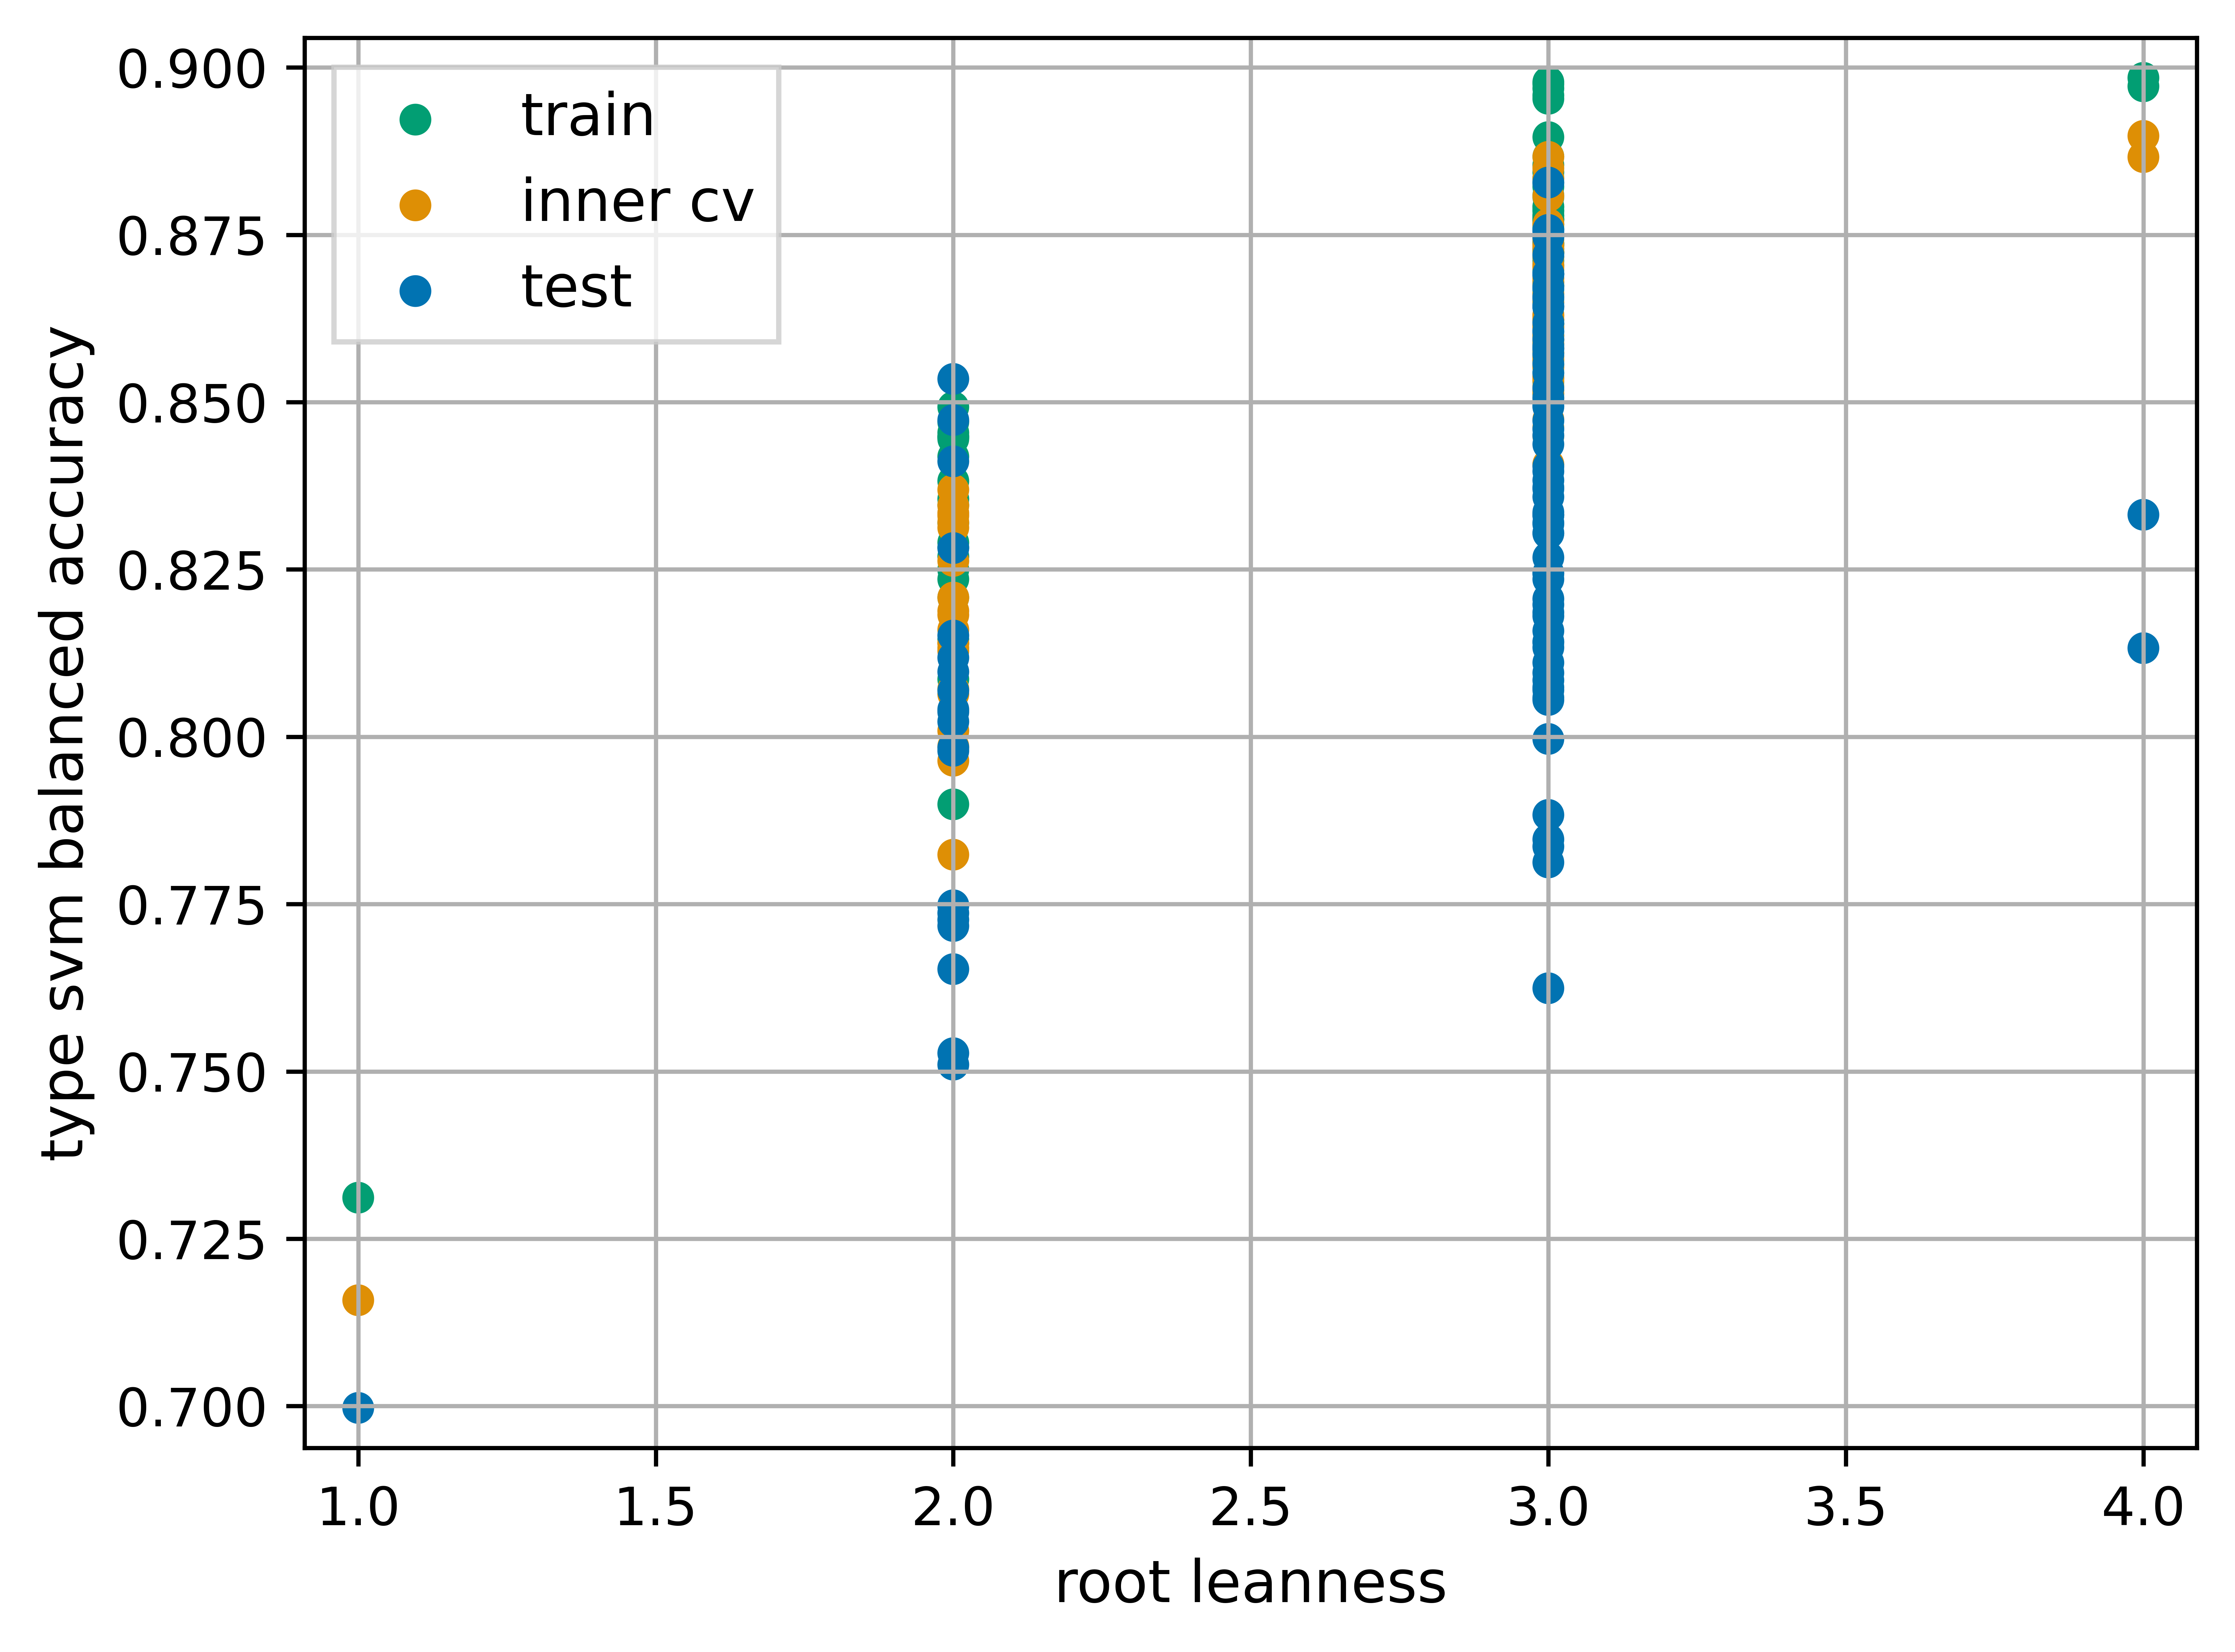 0.900
0.875
0.850
0.825
0.800
0.775
0.750
0.725
0.700
type svm balanced accuracy
train
inner cv
test
1.0 1.5 2.0 2.5 3.0 3.5 4.0
root leanness